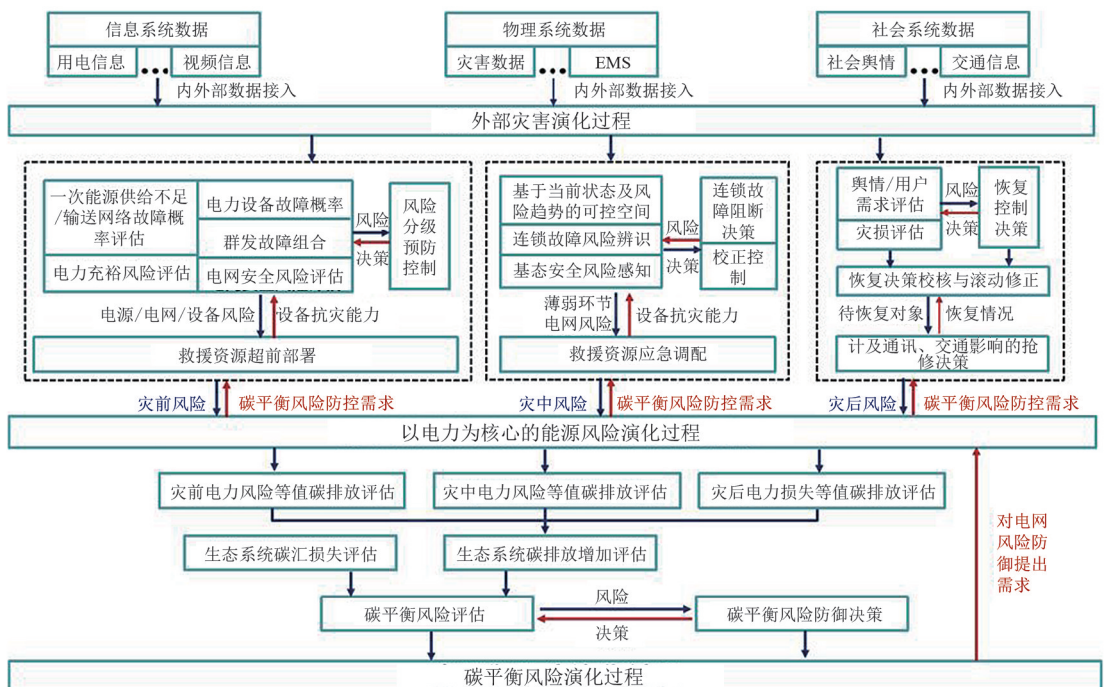 信息系统数据
用电信息
视频信息
内外部数据接入
物理系统数据
灾害数据
EMS
内外部数据接入
社会系统数据
社会舆情
交通信息
内外部数据接入
外部灾害演化过程
一次能源供给不足
/输送网络故障概
率评估
电力充裕风险评估
电力设备故障概率
群发故障组合
电网安全风险评估
风险
决策
风险
分级
预防
控制
电源/电网/设备风险
设备抗灾能力
救援资源超前部署
基于当前状态及风
险趋势的可控空间
连锁故障风险辨识
基态安全风险感知
风险
决策
连锁故
障阻断
决策
校正控
制
薄弱环节
电网风险
设备抗灾能力
救援资源应急调配
舆情/用户
需求评估
灾损评估
风险
决策
恢复
控制
决策
恢复决策校核与滚动修正
待恢复对象
恢复情况
计及通讯、交通影响的抢
修决策
灾前风险
碳平衡风险防控需求
灾中风险
碳平衡风险防控需求
灾后风险
碳平衡风险防控需求
以电力为核心的能源风险演化过程
灾前电力风险等值碳排放评估
灾中电力风险等值碳排放评估
灾后电力损失等值碳排放评估
生态系统碳汇损失评估
生态系统碳排放增加评估
对电网
风险防
御提出
需求
碳平衡风险评估
风险
决策
碳平衡风险防御决策
碳平衡风险演化过程